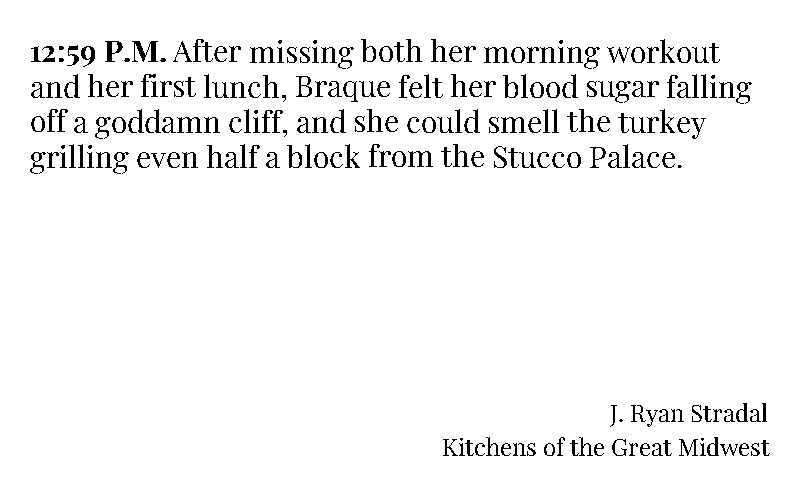 12:59 P.M. After missing both her morning workout
and her first lunch, Braque felt her blood sugar falling
off a goddamn cliff, and she could smell the turkey
grilling even half a block from the Stucco Palace.
J. Ryan Stradal
Kitchens of the Great Midwest